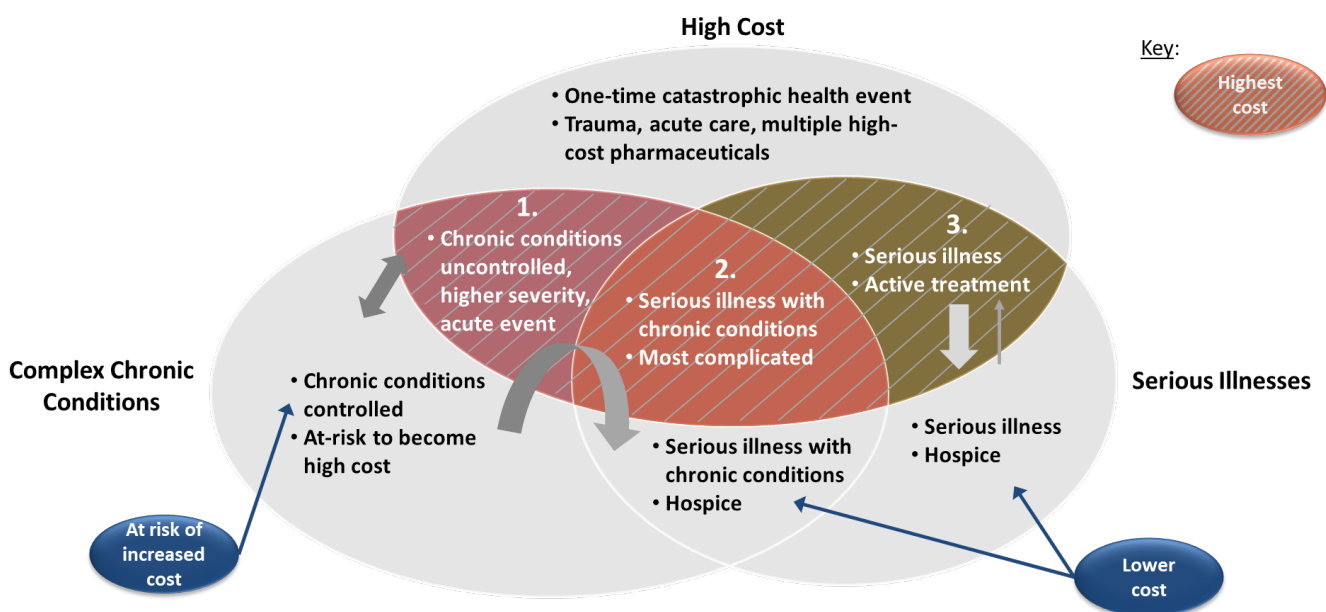 High Cost
Key:
Highest
cost
• One-time catastrophic health event
• Trauma, acute care, multiple high-
cost pharmaceuticals
1.
• Chronic conditions
uncontrolled,
higher severity,
acute event
2.
• Serious illness with
chronic conditions
• Most complicated
3.
• Serious illness
• Active treatment
Complex Chronic
Conditions
• Chronic conditions
controlled
• At-risk to become
high cost
• Serious illness with
chronic conditions
• Hospice
• Serious illness
• Hospice
Serious Illnesses
At risk of
increased
cost
Lower
cost